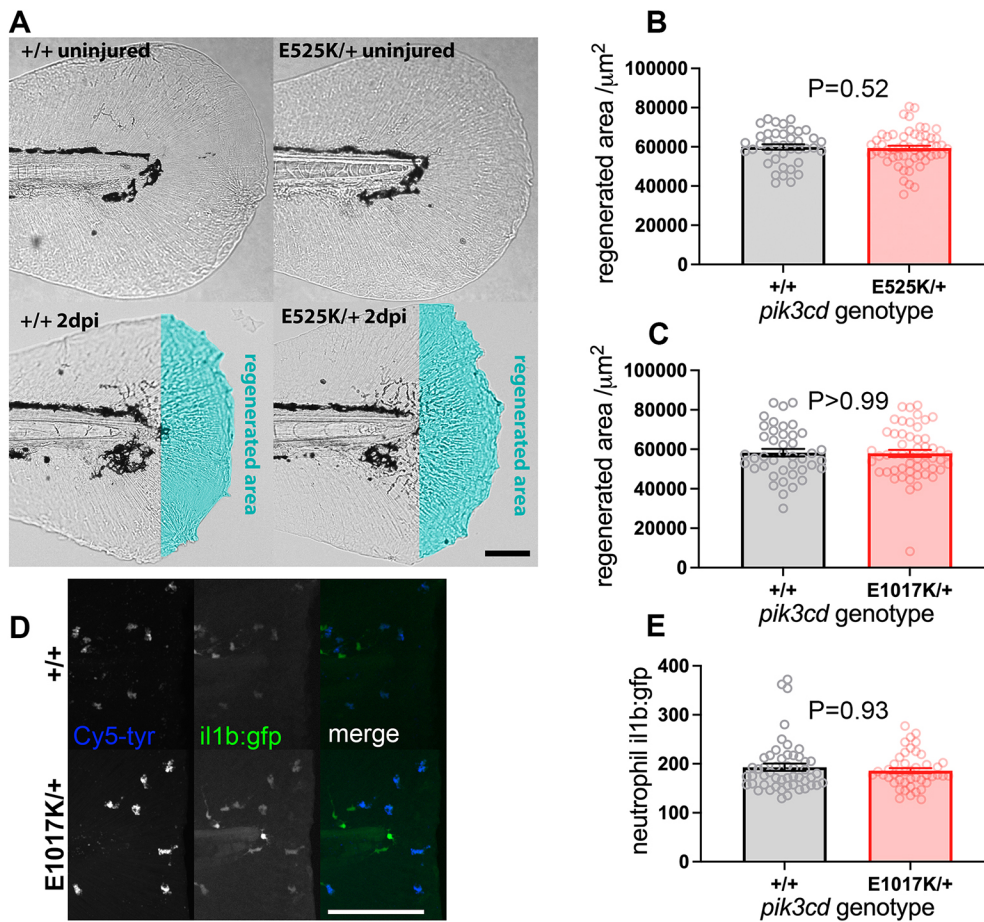 A
+/+ uninjured
E525K/+ uninjured
+/+ 2dpi
E525K/+ 2dpi
regenerated area
regenerated area
B
P=0.52
regenerated area /μm2
100000
80000
60000
40000
20000
0
+/+
E525K/+
pik3cd genotype
C
P>0.99
regenerated area /μm2
100000
80000
60000
40000
20000
0
+/+
E1017K/+
pik3cd genotype
D
+/+
E1017K/+
Cy5-tyr
il1b:gfp
merge
E
P=0.93
neutrophil il1b:gfp
400
300
200
100
0
+/+
E1017K/+
pik3cd genotype